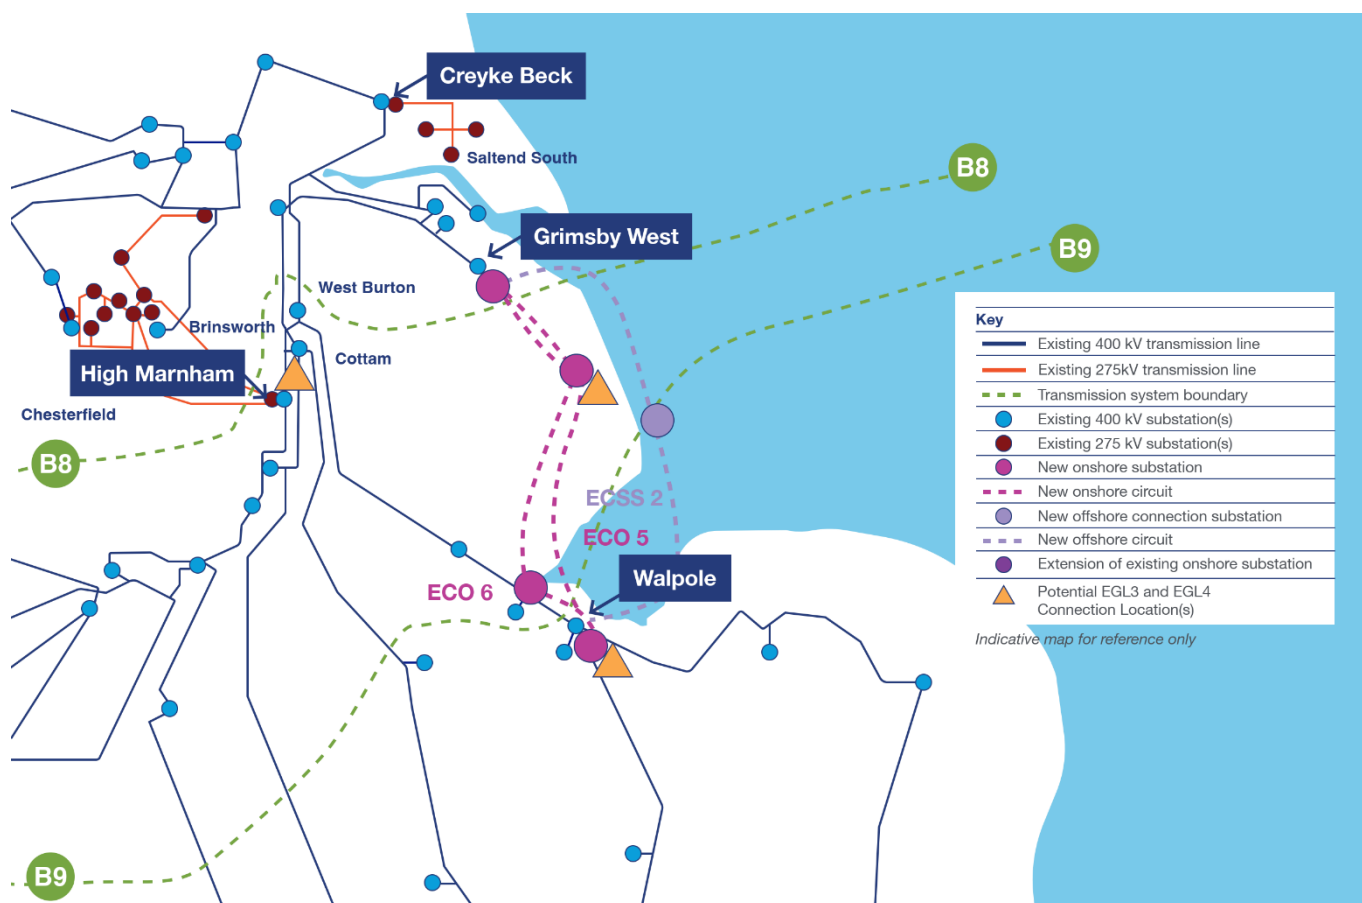 Creyke Beck
Saltend South
B8
Grimsby West
B9
West Burton
Brinsworth
Cottam
High Marnham
Chesterfield
B8
ECSS 2
ECO 5
Walpole
ECO 6
B9
Key
Existing 400 kV transmission line
Existing 275kV transmission line
Transmission system boundary
Existing 400 kV substation(s)
Existing 275 kV substation(s)
New onshore substation
New onshore circuit
New offshore connection substation
New offshore circuit
Extension of existing onshore substation
Potential EGL3 and EGL4
Connection Location(s)
Indicative map for reference only